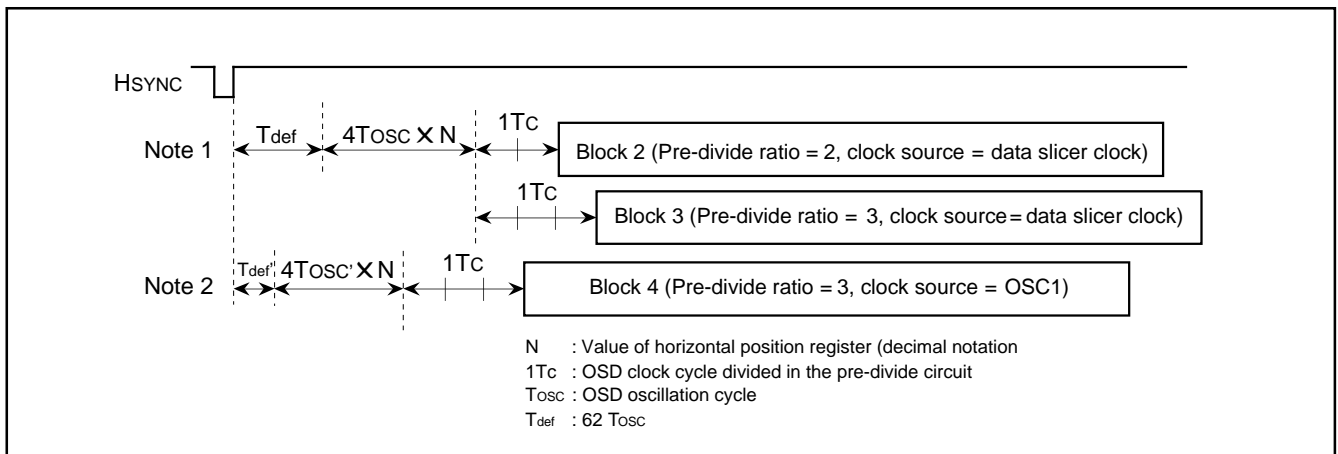 HSYNC
Tdef 4TOSC X N 1TC
Note 1 Block 2 (Pre-divide ratio = 2, clock source = data slicer clock)
1TC
Block 3 (Pre-divide ratio = 3, clock source = data slicer clock)
Tdef' 4TOSC' X N 1TC
Note 2 Block 4 (Pre-divide ratio = 3, clock source = OSC1)
N : Value of horizontal position register (decimal notation
1Tc : OSD clock cycle divided in the pre-divide circuit
Tosc : OSD oscillation cycle
Tdef : 62 Tosc